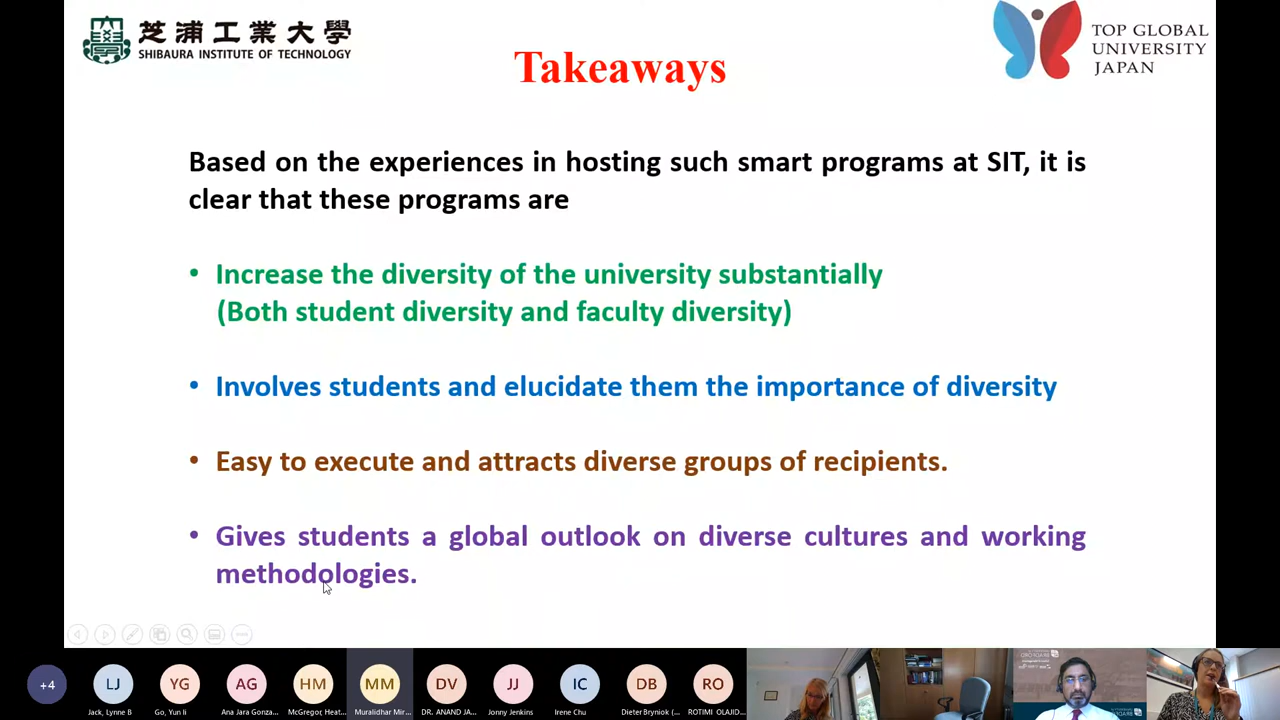 芝浦工業大學
SHIBAURA INSTITUTE OF TECHNOLOGY
TOP GLOBAL
UNIVERSITY
JAPAN
Takeaways
Based on the experiences in hosting such smart programs at SIT, it is
clear that these programs are
• Increase the diversity of the university substantially
(Both student diversity and faculty diversity)
• Involves students and elucidate them the importance of diversity
• Easy to execute and attracts diverse groups of recipients.
• Gives students a global outlook on diverse cultures and working
methodologies.
+4
LJ
YG
AG
HM
MM
DV
JJ
IC
DB
RO
Jack, Lynne B
Go, Yun Ii
Ana Jara Gonza...
McGregor, Heat...
Muralidhar Mir...
DR. ANAND JA...
Jonny Jenkins
Irene Chu
Dieter Bryniok (...
ROTIMI OLAJID...